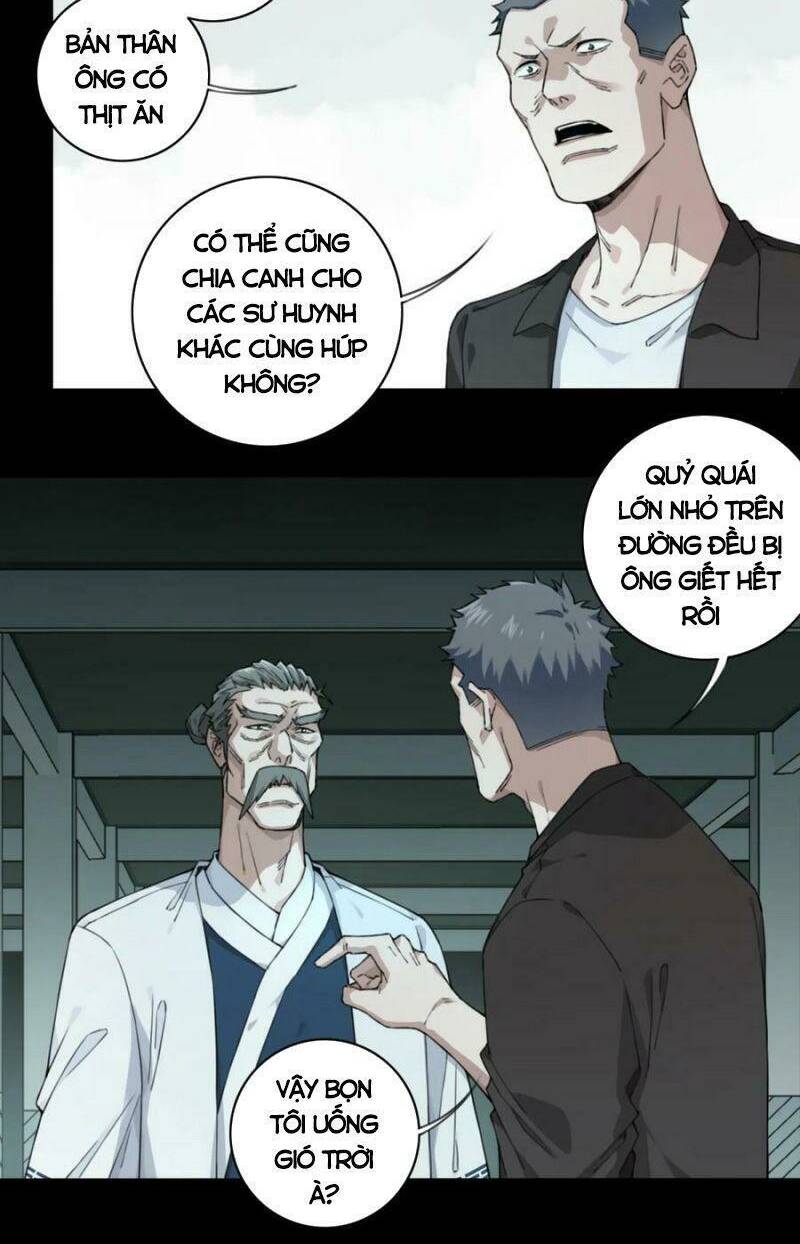 BẢN THÂN
ÔNG CÓ
THỊT ĂN
CÓ THỂ CŨNG
CHIA CANH CHO
CÁC SƯ HUYNH
KHÁC CÙNG HÚP
KHÔNG?
QUỶ QUÁI
LỚN NHỎ TRÊN
ĐƯỜNG ĐỀU BỊ
ÔNG GIẾT HẾT
RỒI
VẬY BỌN
TÔI UỐNG
GIÓ TRỜI
À?